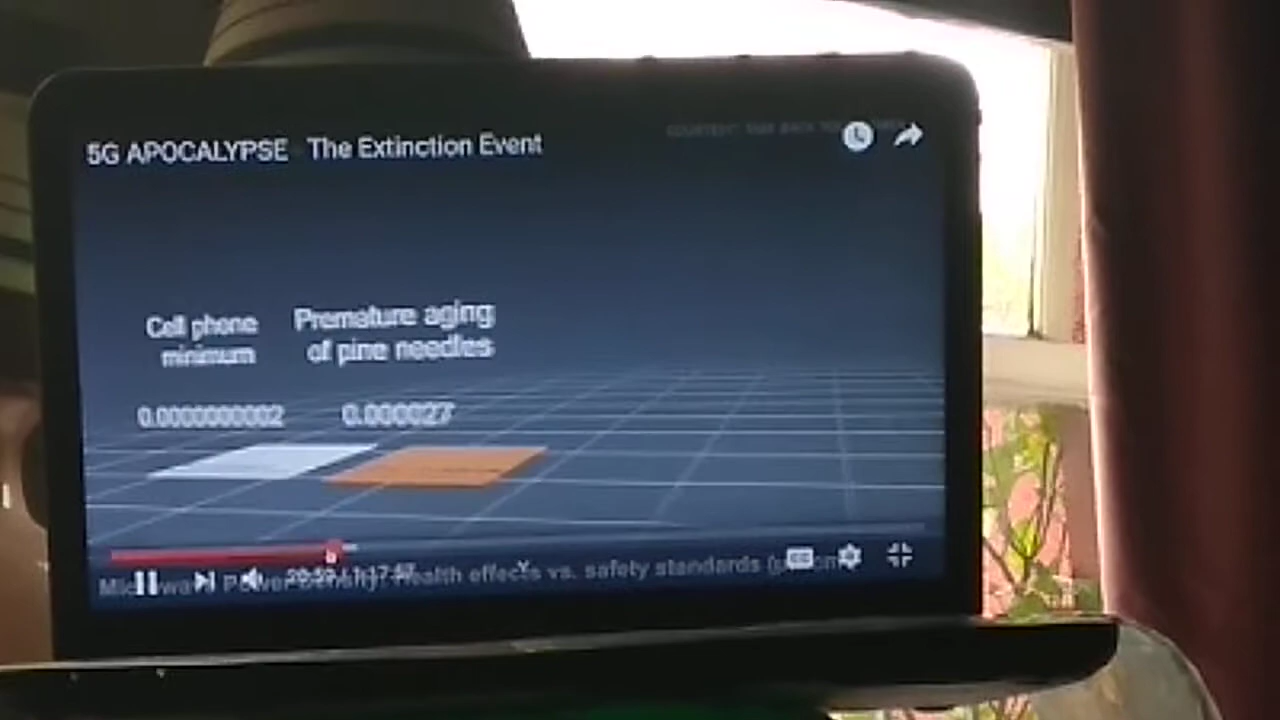 5G APOCALYPSE The Extinction Event
Cell phone
minimum
Premature aging
of pine needles
0.0000000002
0.000027
health effects vs. safety standards